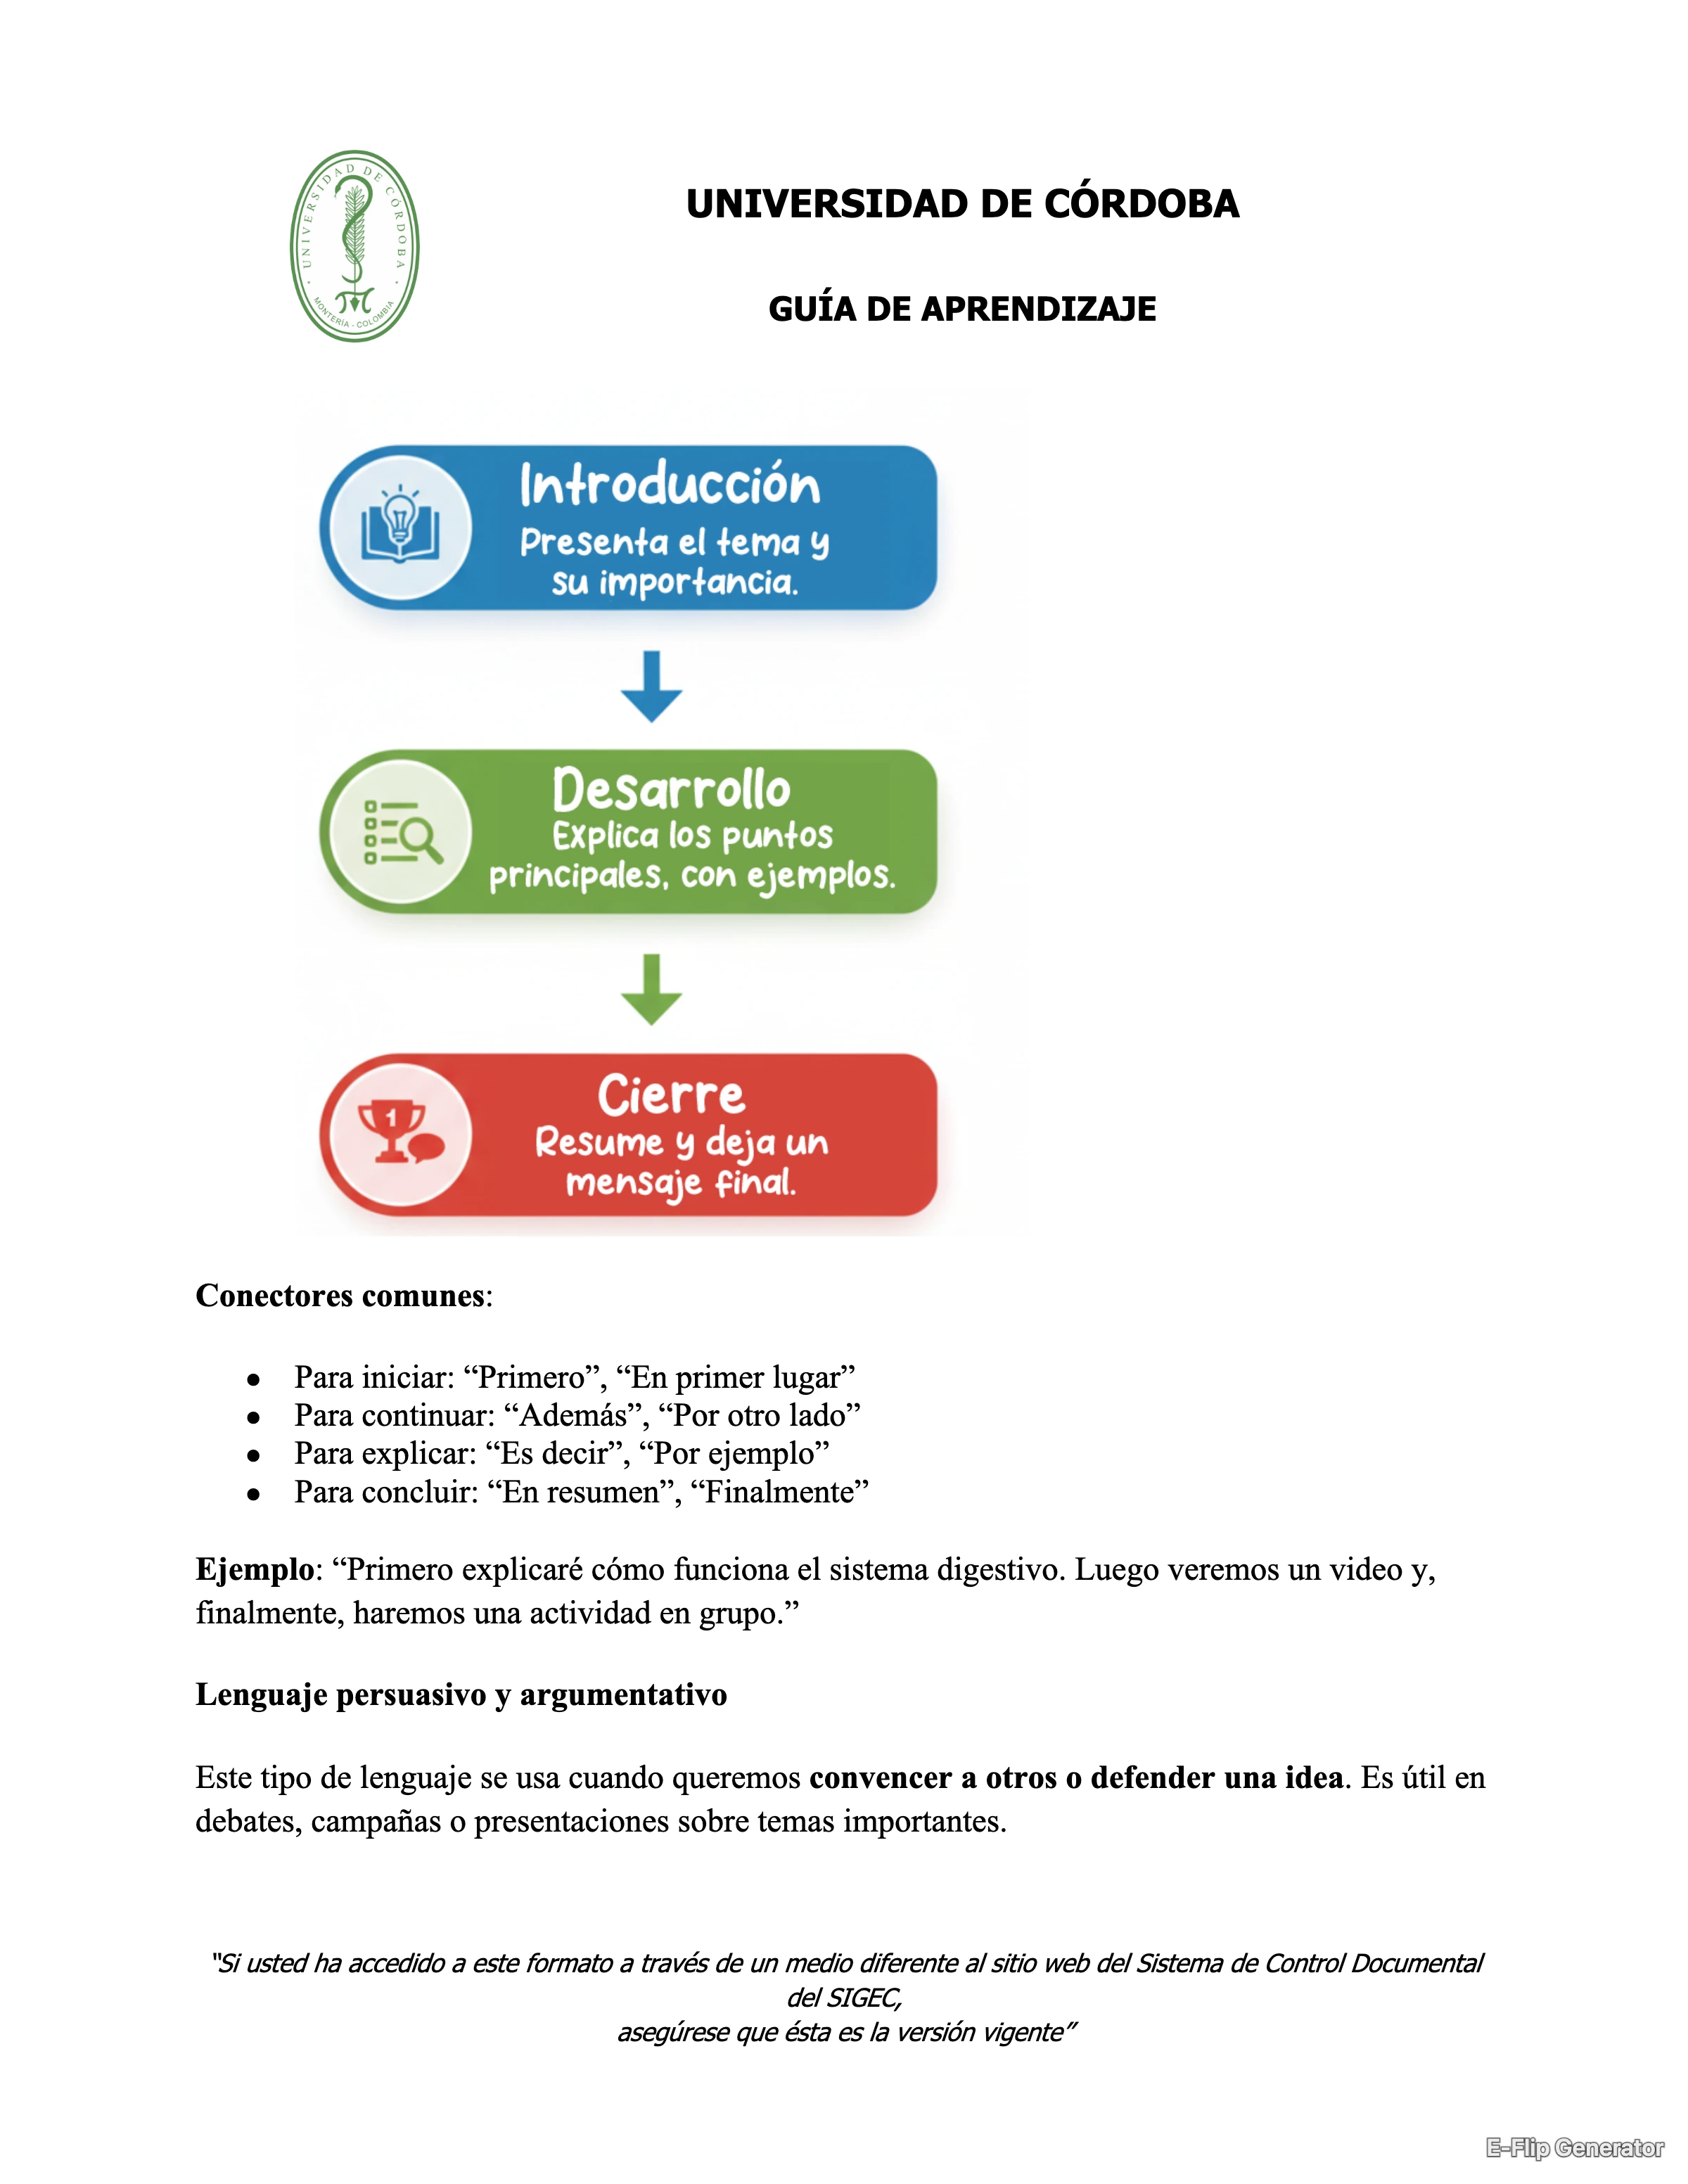 UNIVERSIDAD DE CÓRDOBA
MONTERÍA - COLOMBIA
UNIVERSIDAD DE CÓRDOBA
GUÍA DE APRENDIZAJE
Introducción
Presenta el tema y
su importancia.
Desarrollo
Explica los puntos
principales, con ejemplos.
1
Cierre
Resume y deja un
mensaje final.
Conectores comunes:
● Para iniciar: “Primero”, “En primer lugar”
● Para continuar: “Además”, “Por otro lado”
● Para explicar: “Es decir”, “Por ejemplo”
● Para concluir: “En resumen”, “Finalmente”
Ejemplo: “Primero explicaré cómo funciona el sistema digestivo. Luego veremos un video y,
finalmente, haremos una actividad en grupo.”
Lenguaje persuasivo y argumentativo
Este tipo de lenguaje se usa cuando queremos convencer a otros o defender una idea. Es útil en
debates, campañas o presentaciones sobre temas importantes.
“Si usted ha accedido a este formato a través de un medio diferente al sitio web del Sistema de Control Documental
del SIGEC,
asegúrese que ésta es la versión vigente”
E-Flip Generator